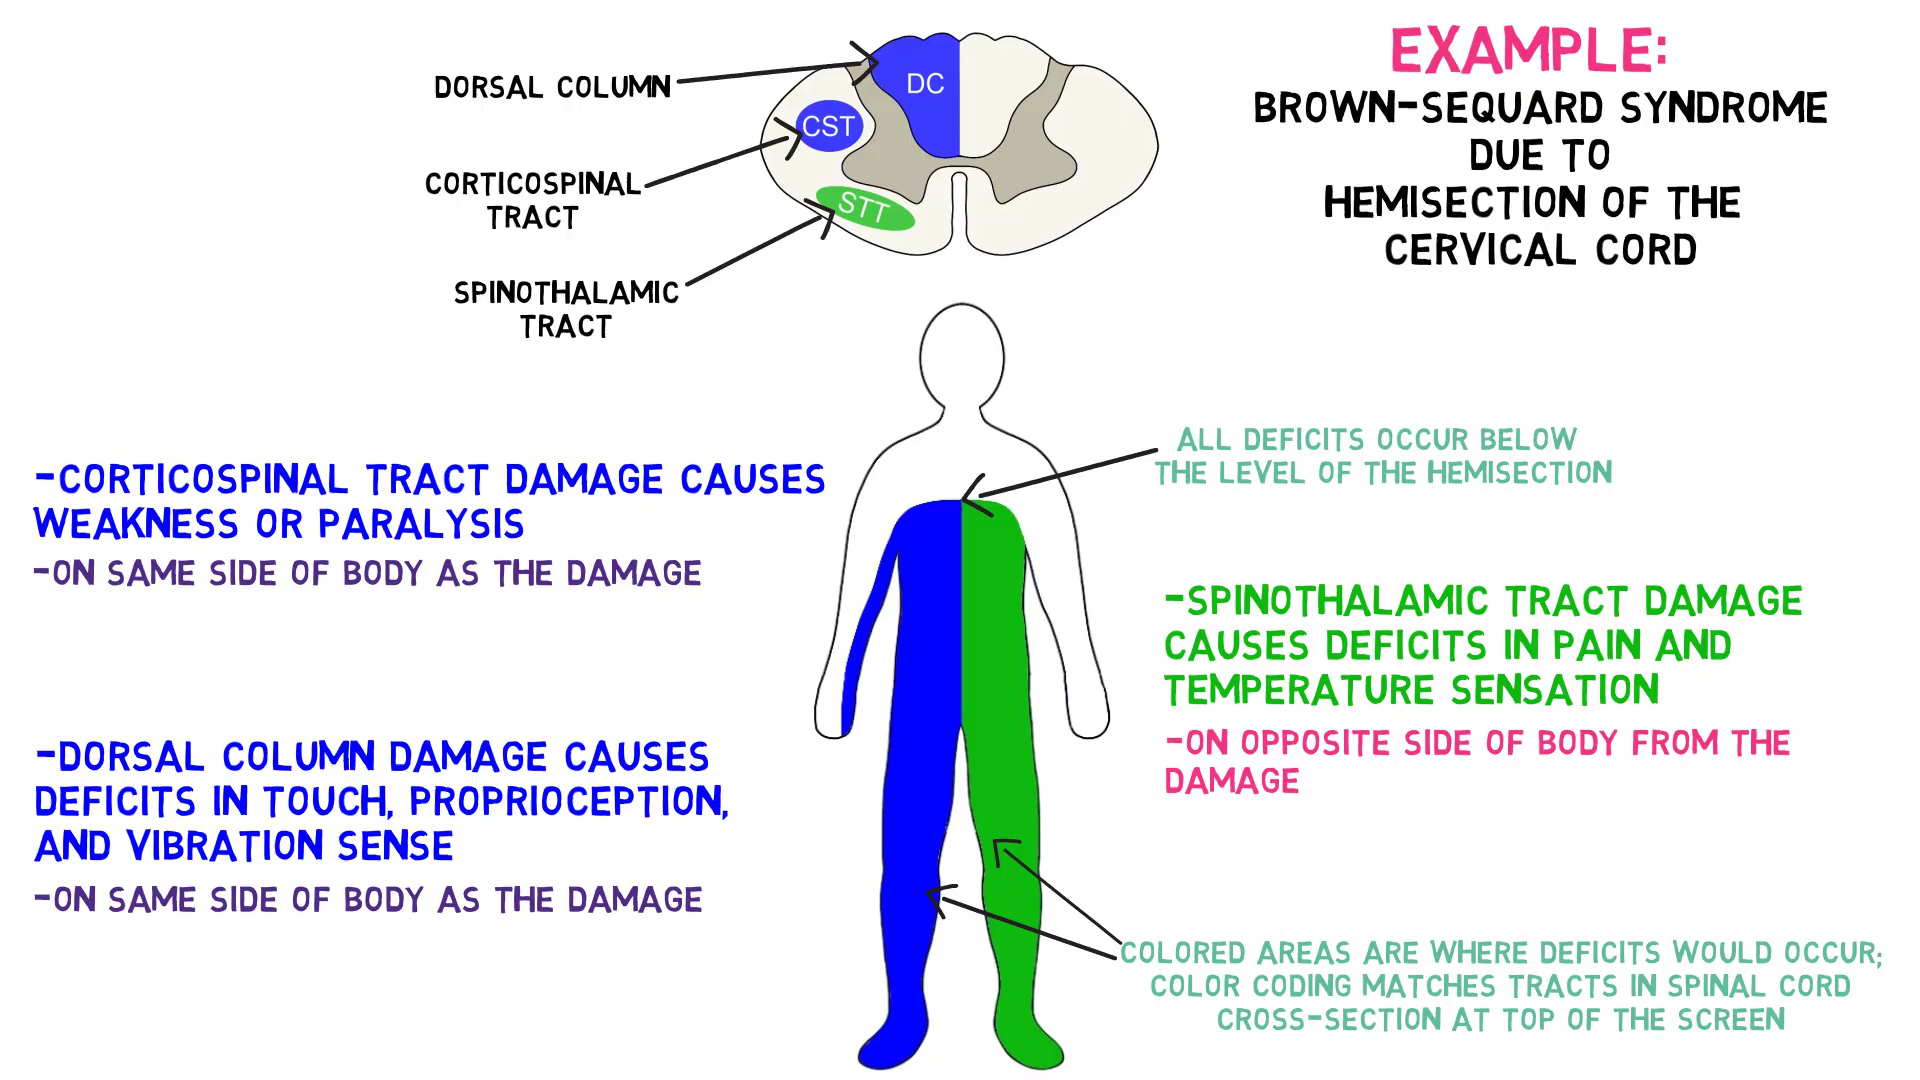 EXAMPLE:
BROWN-SEQUARD SYNDROME
DUE TO
HEMISECTION OF THE
CERVICAL CORD
DORSAL COLUMN
DC
CST
CORTICOSPINAL
TRACT
STT
SPINOTHALAMIC
TRACT
ALL DEFICITS OCCUR BELOW
THE LEVEL OF THE HEMISECTION
-CORTICOSPINAL TRACT DAMAGE CAUSES
WEAKNESS OR PARALYSIS
-ON SAME SIDE OF BODY AS THE DAMAGE
-SPINOTHALAMIC TRACT DAMAGE
CAUSES DEFICITS IN PAIN AND
TEMPERATURE SENSATION
-ON OPPOSITE SIDE OF BODY FROM THE
DAMAGE
-DORSAL COLUMN DAMAGE CAUSES
DEFICITS IN TOUCH, PROPRIOCEPTION,
AND VIBRATION SENSE
-ON SAME SIDE OF BODY AS THE DAMAGE
COLORED AREAS ARE WHERE DEFICITS WOULD OCCUR;
COLOR CODING MATCHES TRACTS IN SPINAL CORD
CROSS-SECTION AT TOP OF THE SCREEN